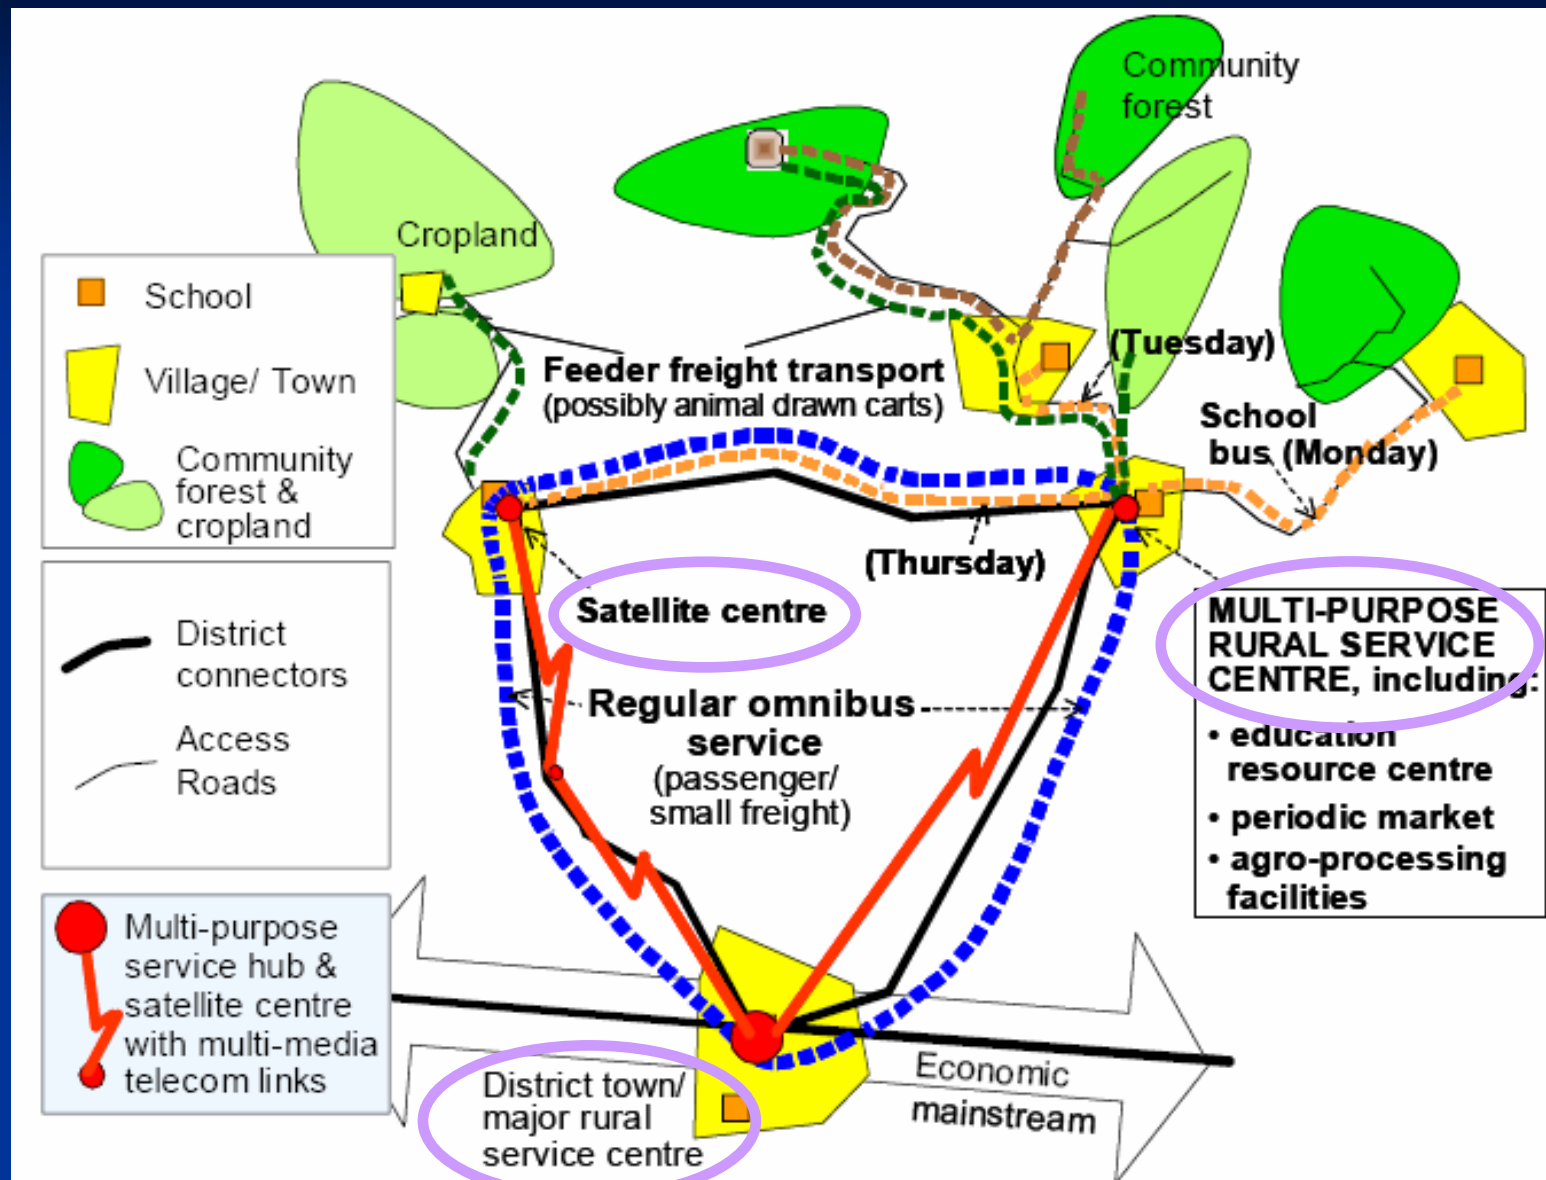 Community
forest
Cropland
School
Village/ Town
Community
forest &
cropland
Feeder freight transport
(possibly animal drawn carts)
(Tuesday)
School
bus (Monday)
(Thursday)
Satellite centre
District
connectors
Access
Roads
Regular omnibus
service
(passenger/
small freight)
MULTI-PURPOSE
RURAL SERVICE
CENTRE, including:
• education
resource centre
• periodic market
• agro-processing
facilities
Multi-purpose
service hub &
satellite centre
with multi-media
telecom links
District town/
major rural
service centre
Economic
mainstream